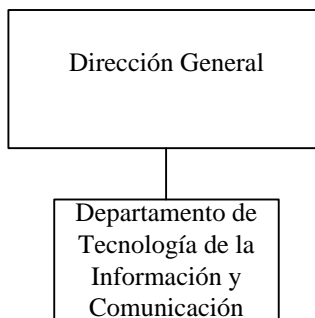 Dirección General
Departamento de
Tecnología de la
Información y
Comunicación